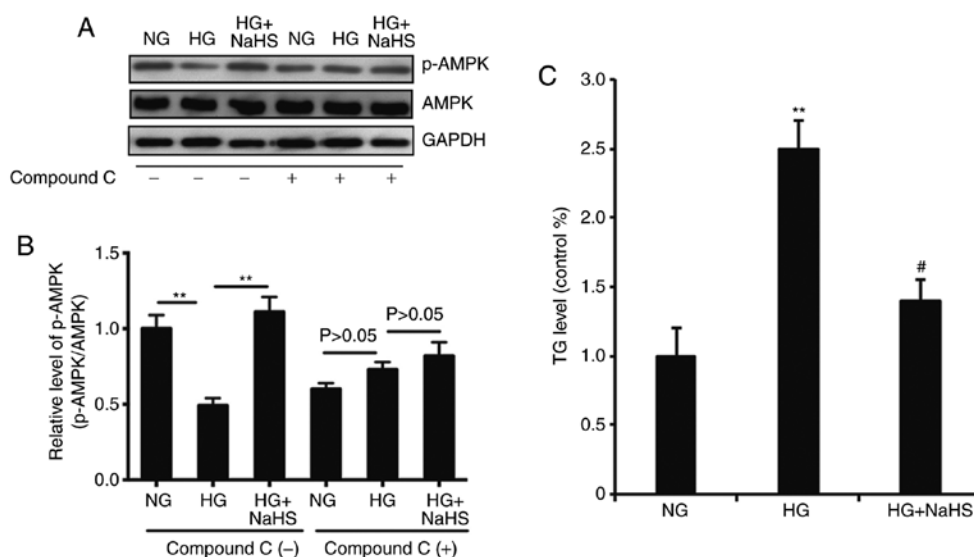 A
NG HG HG+ NaHS NG HG HG+ NaHS
p-AMPK
AMPK
GAPDH
Compound C – – – + + +
B
Relative level of p-AMPK
(p-AMPK/AMPK)
1.5
1.0
0.5
0.0
** **
P>0.05 P>0.05
NG HG HG+ NaHS NG HG HG+ NaHS
Compound C (–) Compound C (+)
C
TG level (control %)
3.0
2.5
2.0
1.5
1.0
0.5
0
**
#
NG HG HG+NaHS